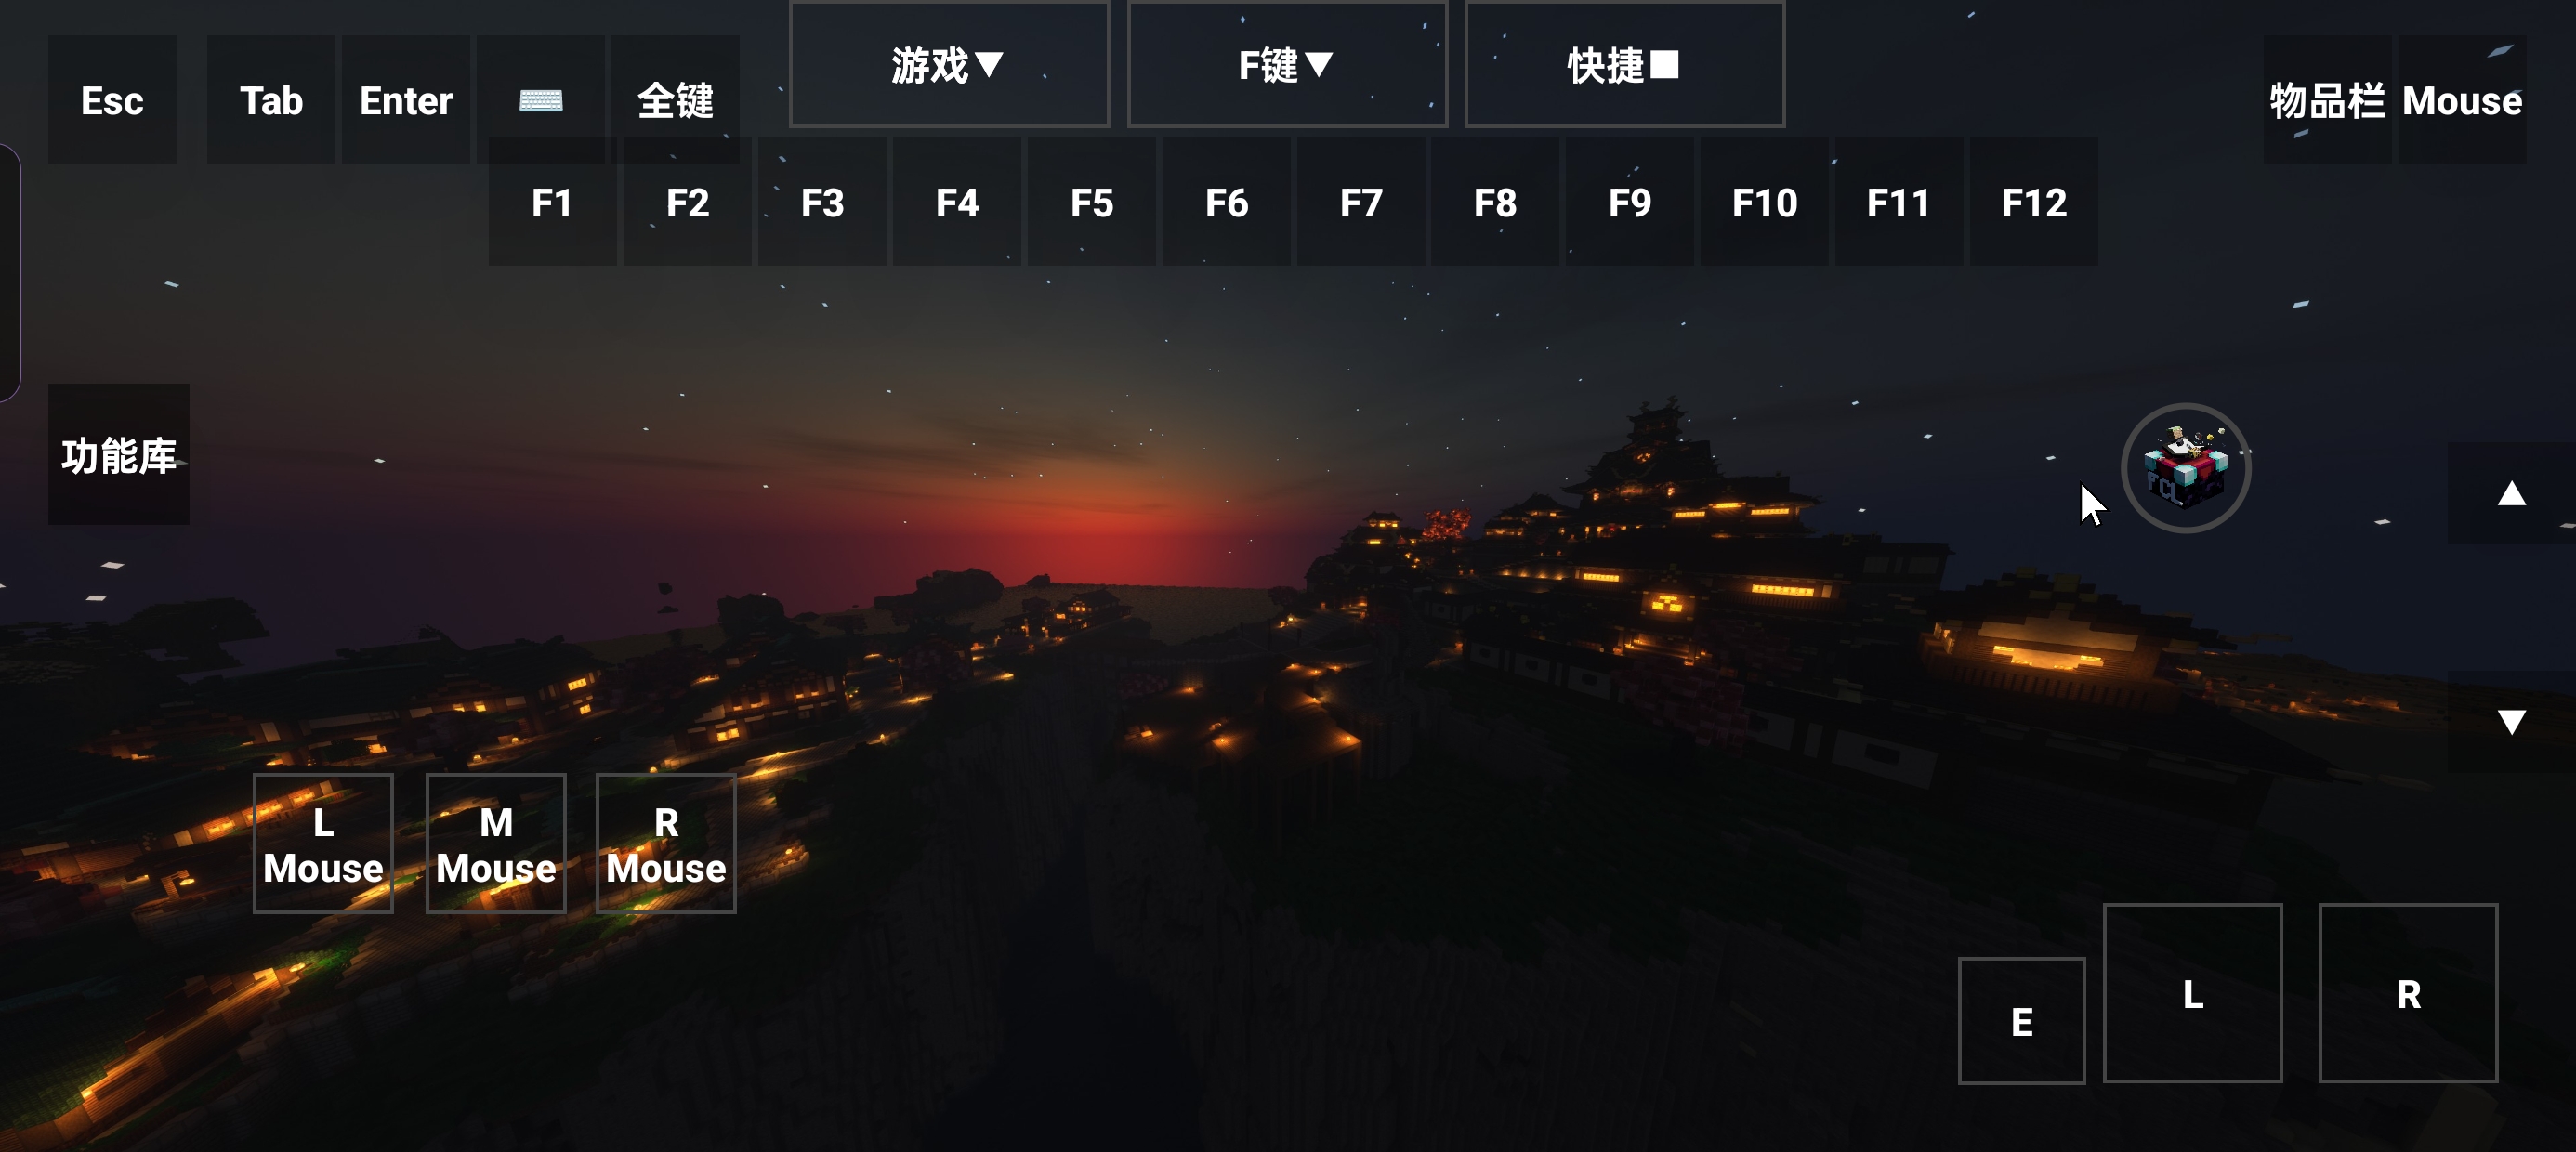 Esc
Tab
Enter
全键
游戏▼
F键▼
快捷■
物品栏
Mouse
F1
F2
F3
F4
F5
F6
F7
F8
F9
F10
F11
F12
功能库
FCL
▲
▼
L
Mouse
M
Mouse
R
Mouse
E
L
R